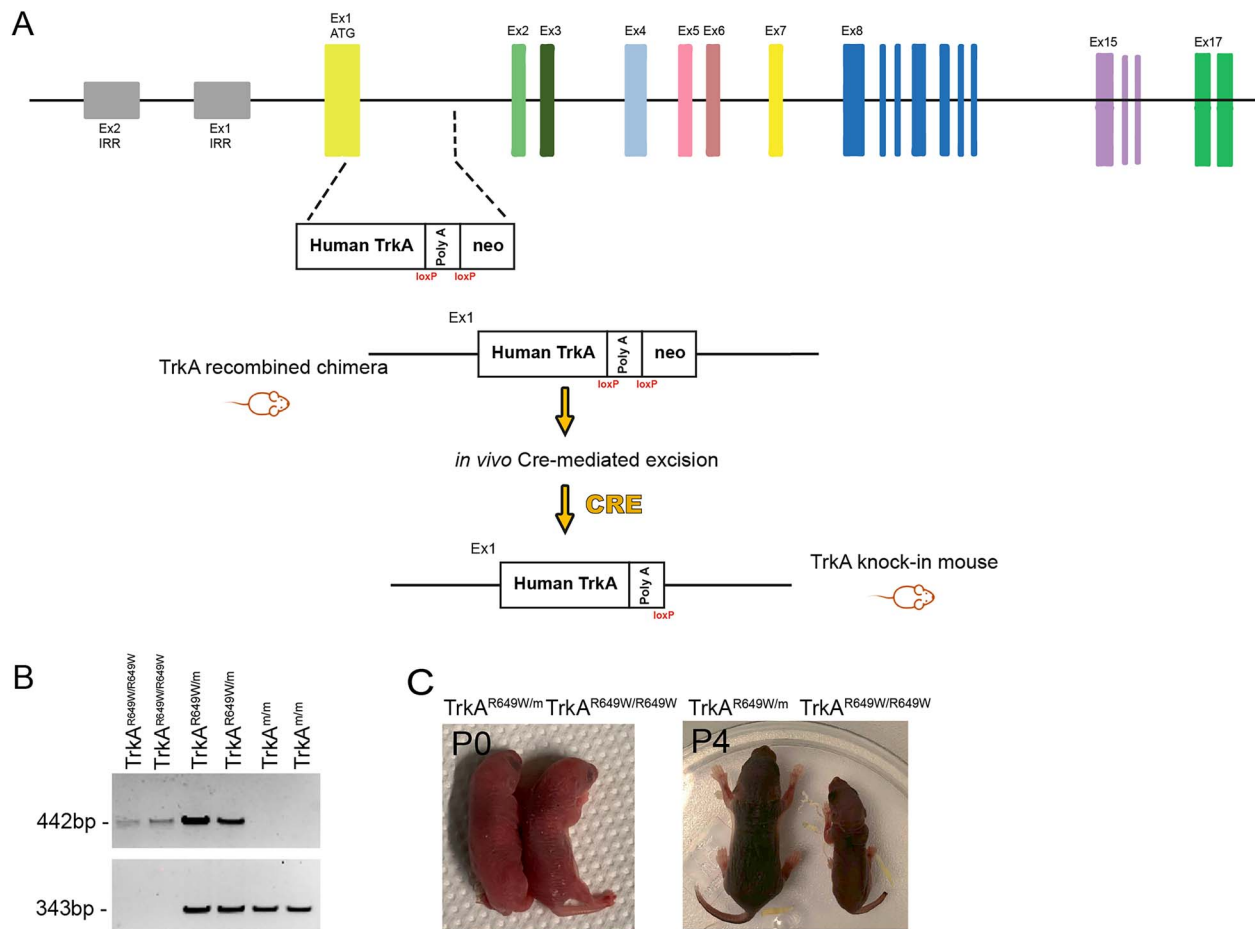 A
Ex1
ATG
Ex2
Ex3
Ex4
Ex5
Ex6
Ex7
Ex8
Ex15
Ex17
Ex2
IRR
Ex1
IRR
Human TrkA
Poly A
neo
loxP
loxP
Ex1
Human TrkA
Poly A
neo
loxP
loxP
TrkA recombined chimera
in vivo Cre-mediated excision
CRE
Ex1
Human TrkA
Poly A
loxP
TrkA knock-in mouse
B
TrkAR649W/R649W
TrkAR649W/R649W
TrkAR649W/m
TrkAR649W/m
TrkAm/m
TrkAm/m
442bp -
343bp -
C
TrkAR649W/m TrkAR649W/R649W
P0
TrkAR649W/m TrkAR649W/R649W
P4